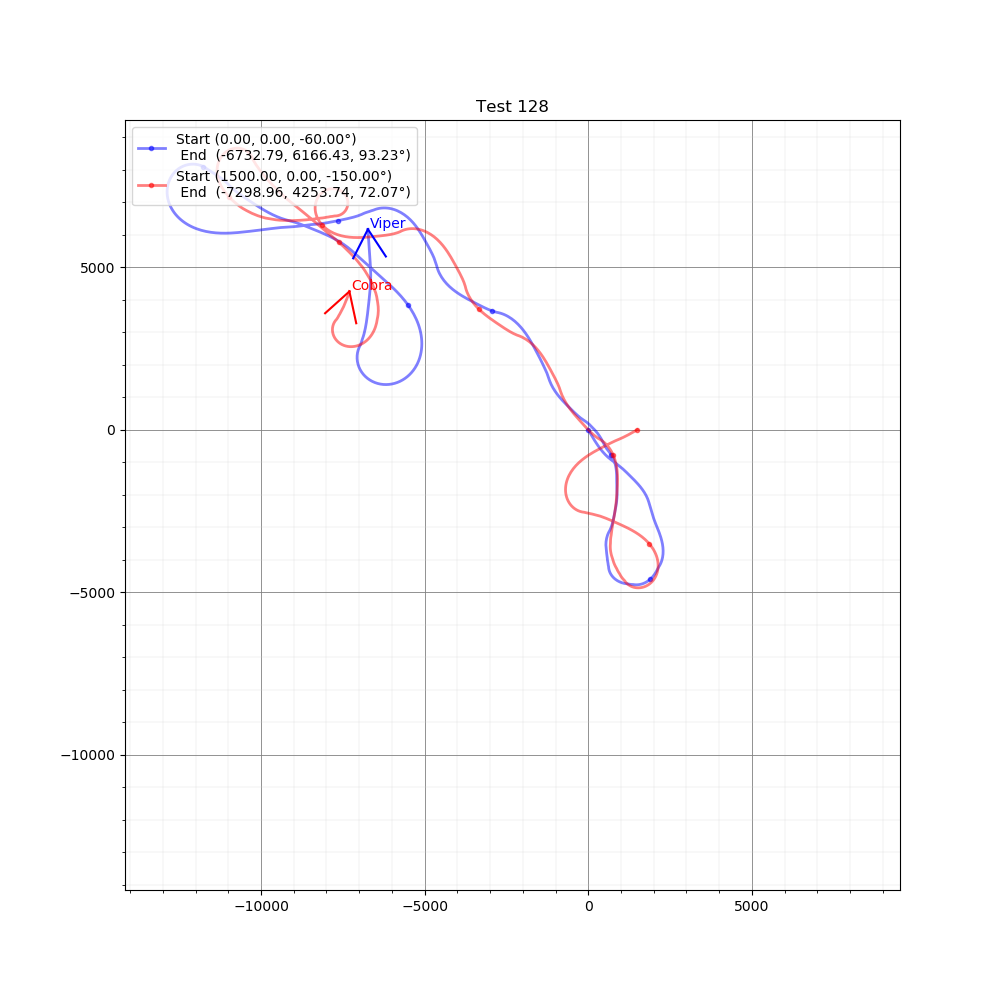 Test 128
Start (0.00, 0.00, -60.00°)
End (-6732.79, 6166.43, 93.23°)
Start (1500.00, 0.00, -150.00°)
End (-7298.96, 4253.74, 72.07°)
Viper
Cobra
5000
0
−5000
−10000
−10000
−5000
0
5000